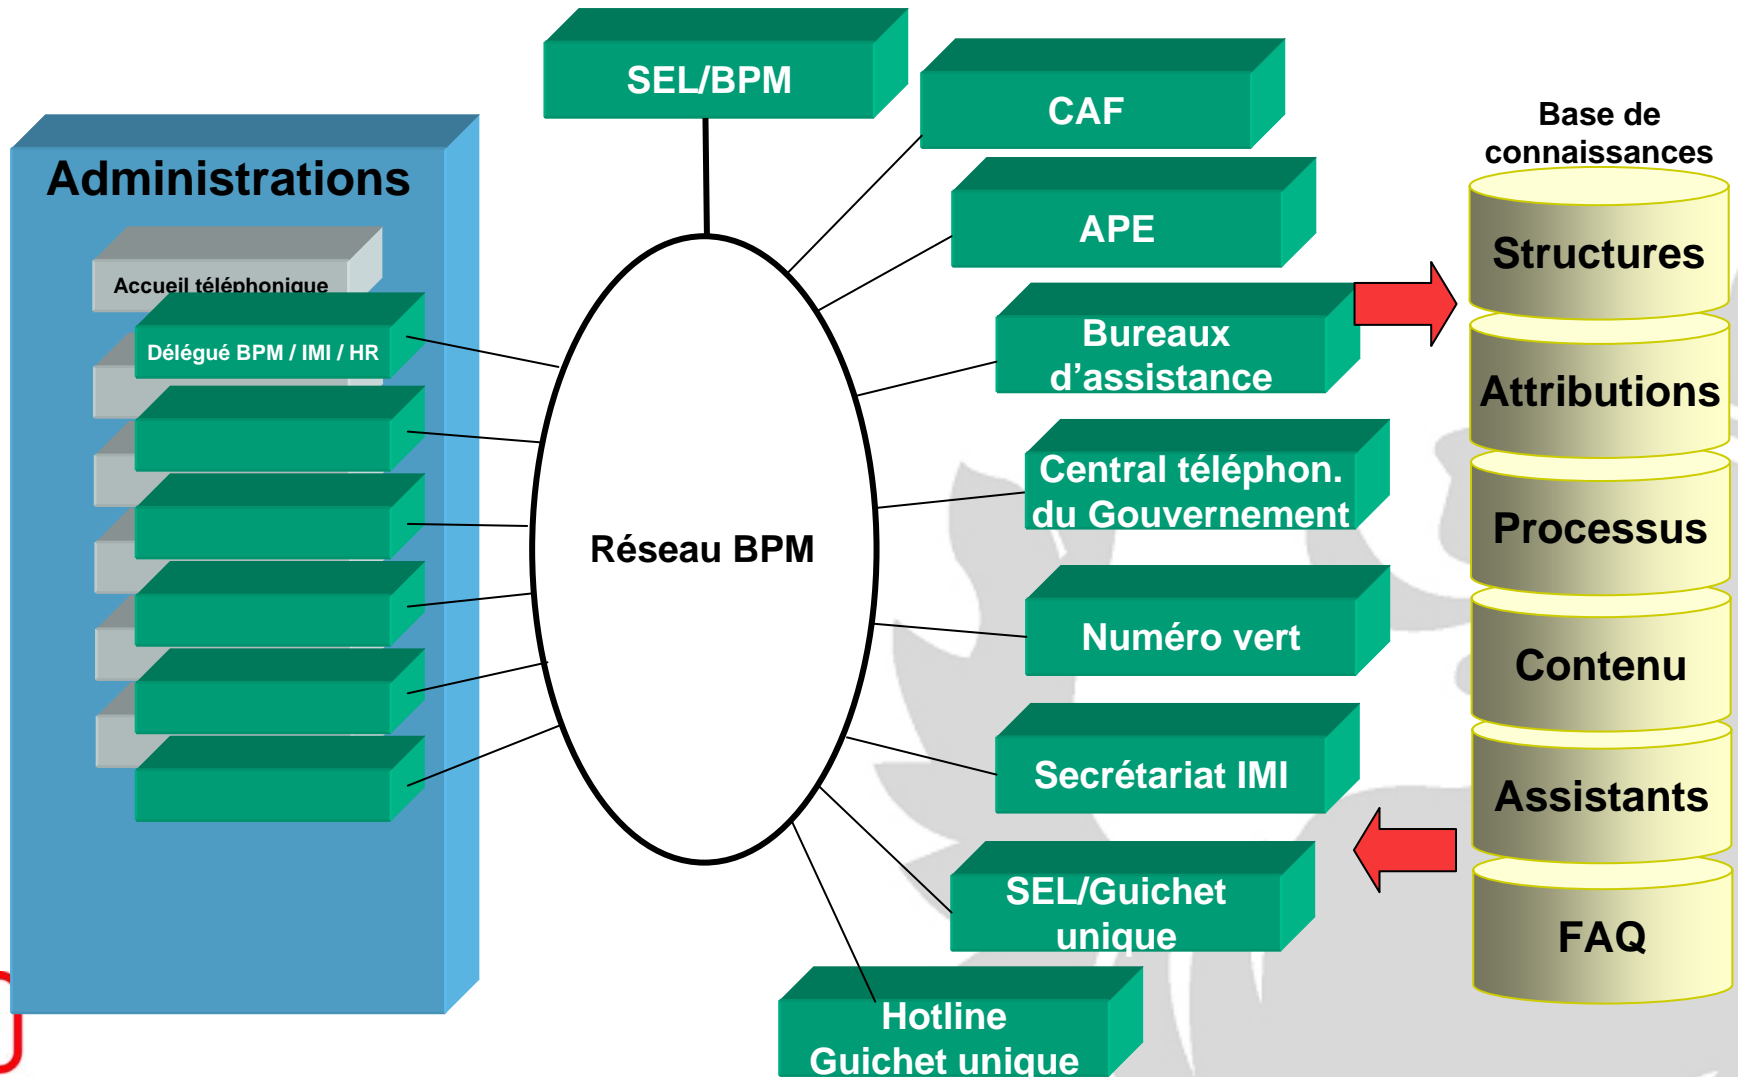 SEL/BPM
CAF
Base de
connaissances
Administrations
APE
Structures
Accueil téléphonique
Bureaux
d’assistance
Délégué BPM / IMI / HR
Attributions
Central téléphon.
du Gouvernement
Processus
Réseau BPM
Numéro vert
Contenu
Secrétariat IMI
Assistants
SEL/Guichet
unique
FAQ
Hotline
Guichet unique